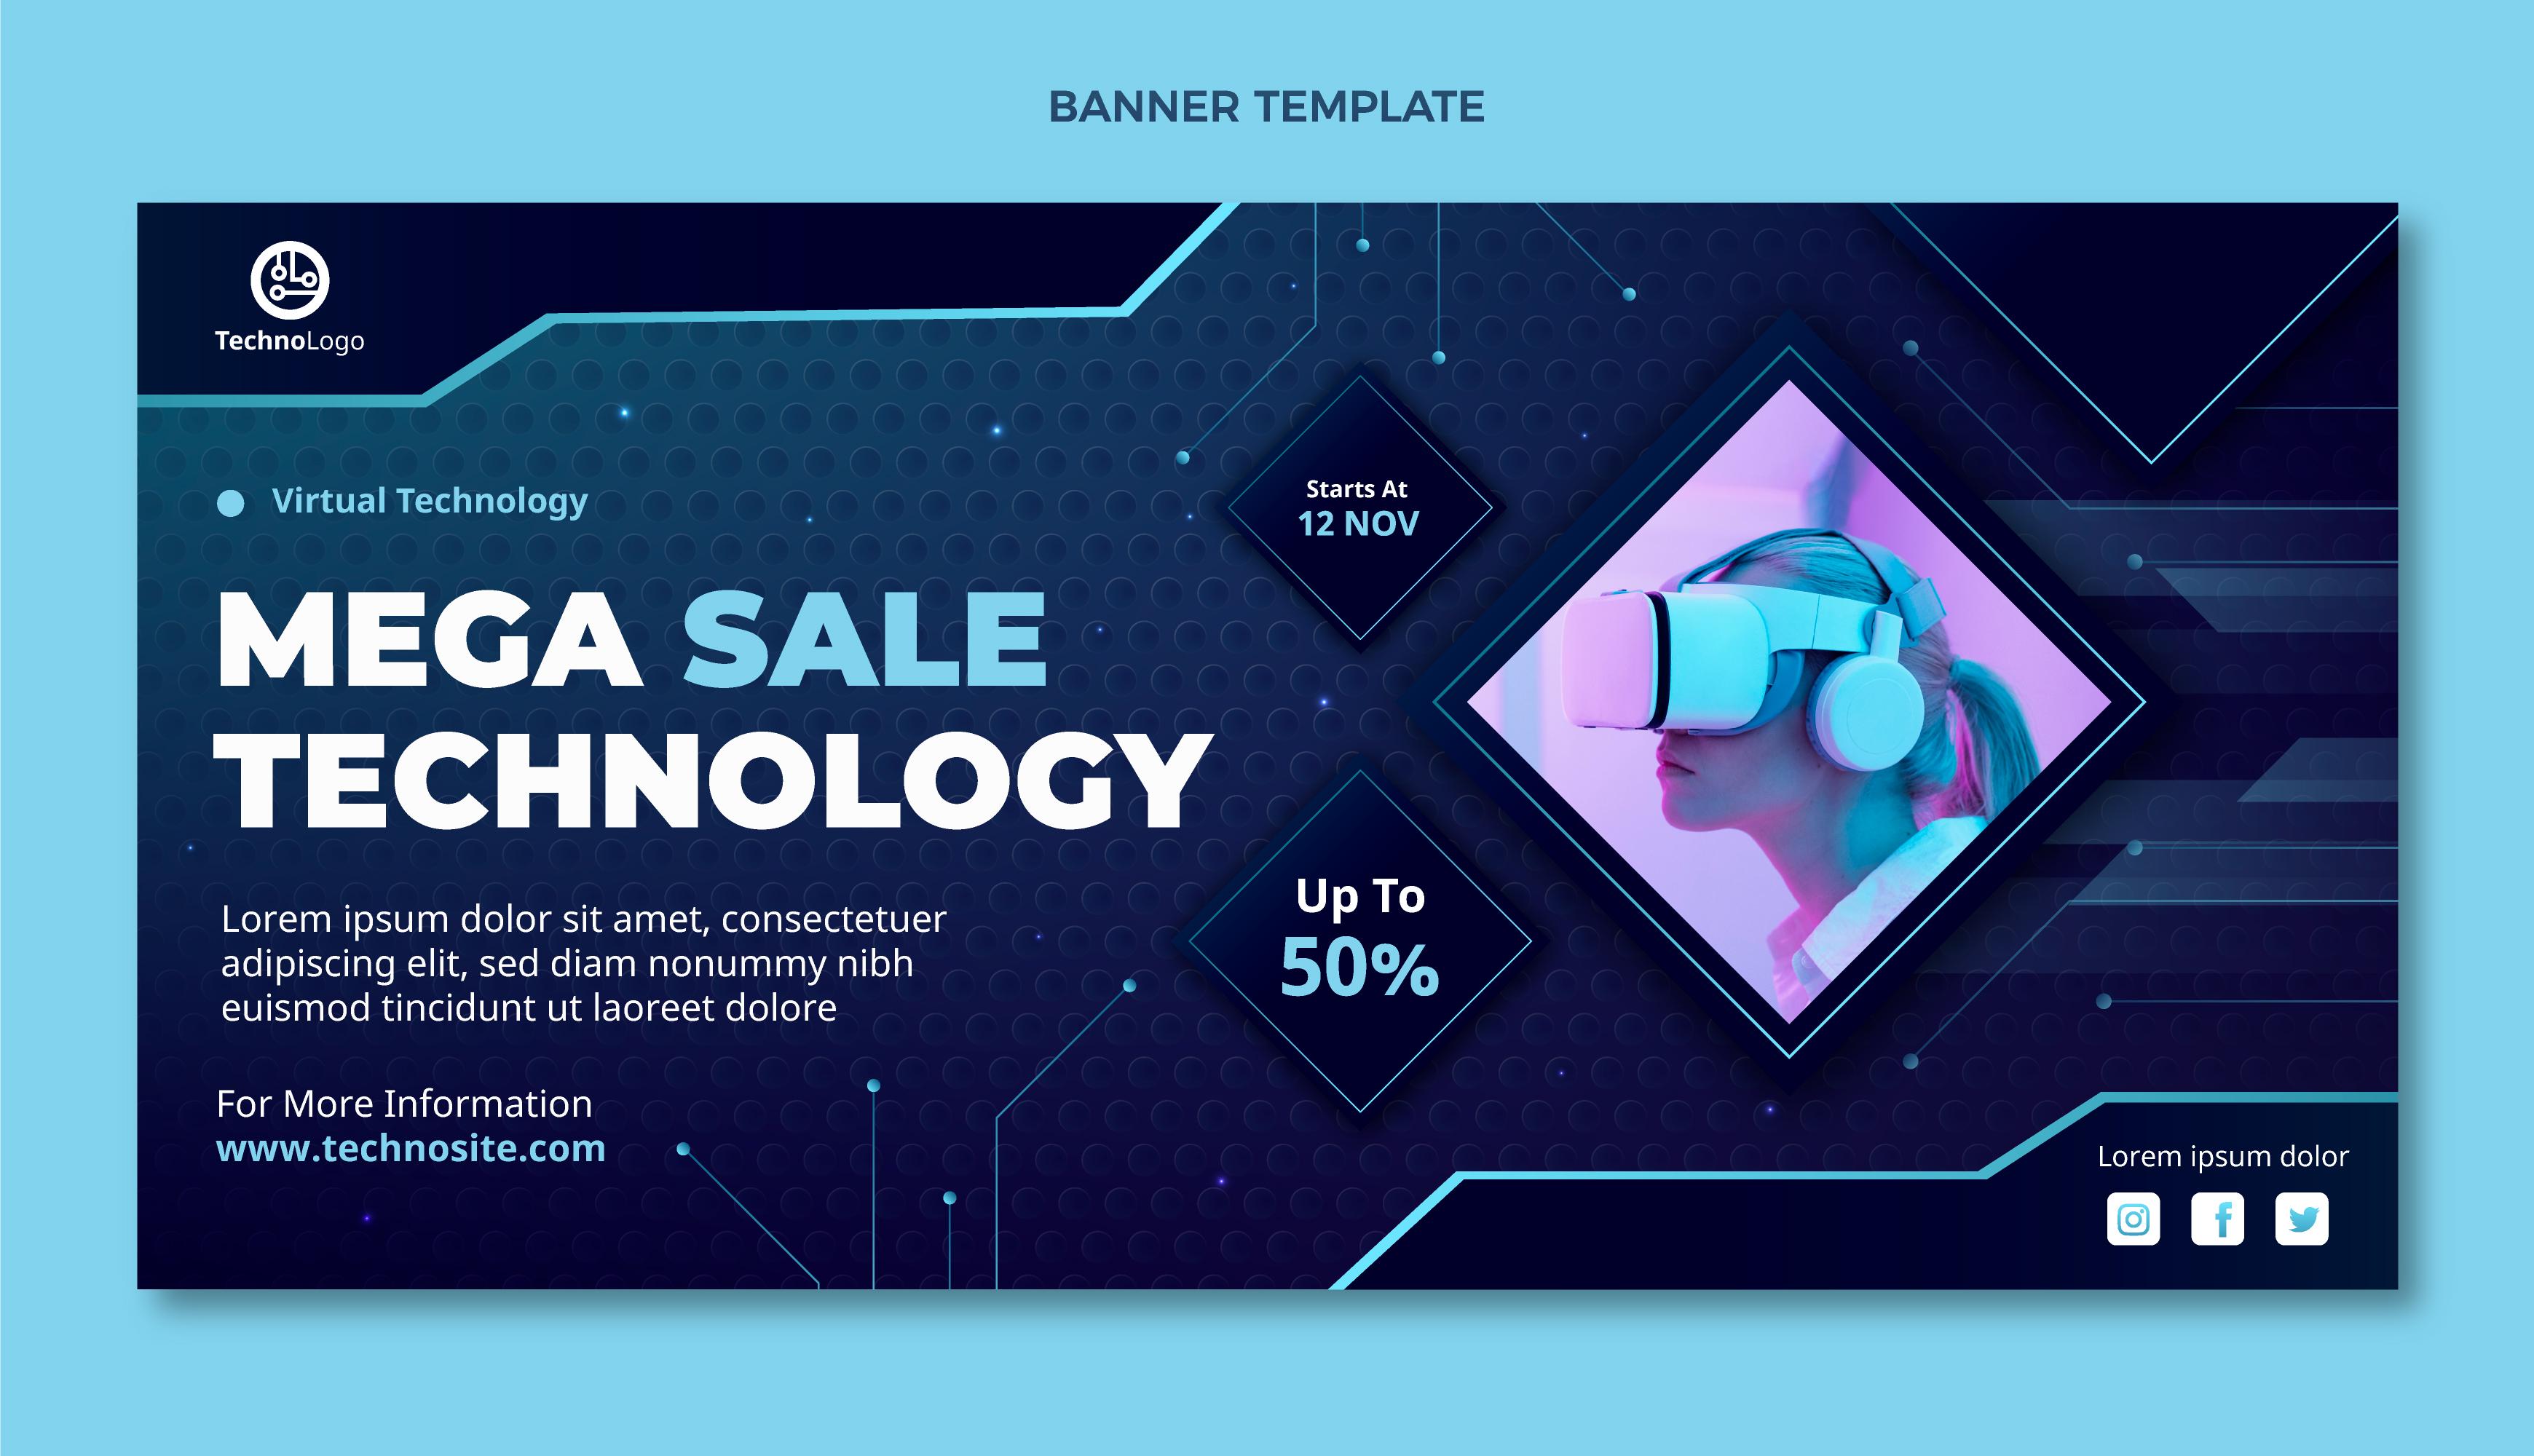 BANNER TEMPLATE
TechnoLogo
Virtual Technology
MEGA SALE
TECHNOLOGY
Lorem ipsum dolor sit amet, consectetuer
adipiscing elit, sed diam nonummy nibh
euismod tincidunt ut laoreet dolore
For More Information
www.technosite.com
Starts At
12 NOV
Up To
50%
Lorem ipsum dolor